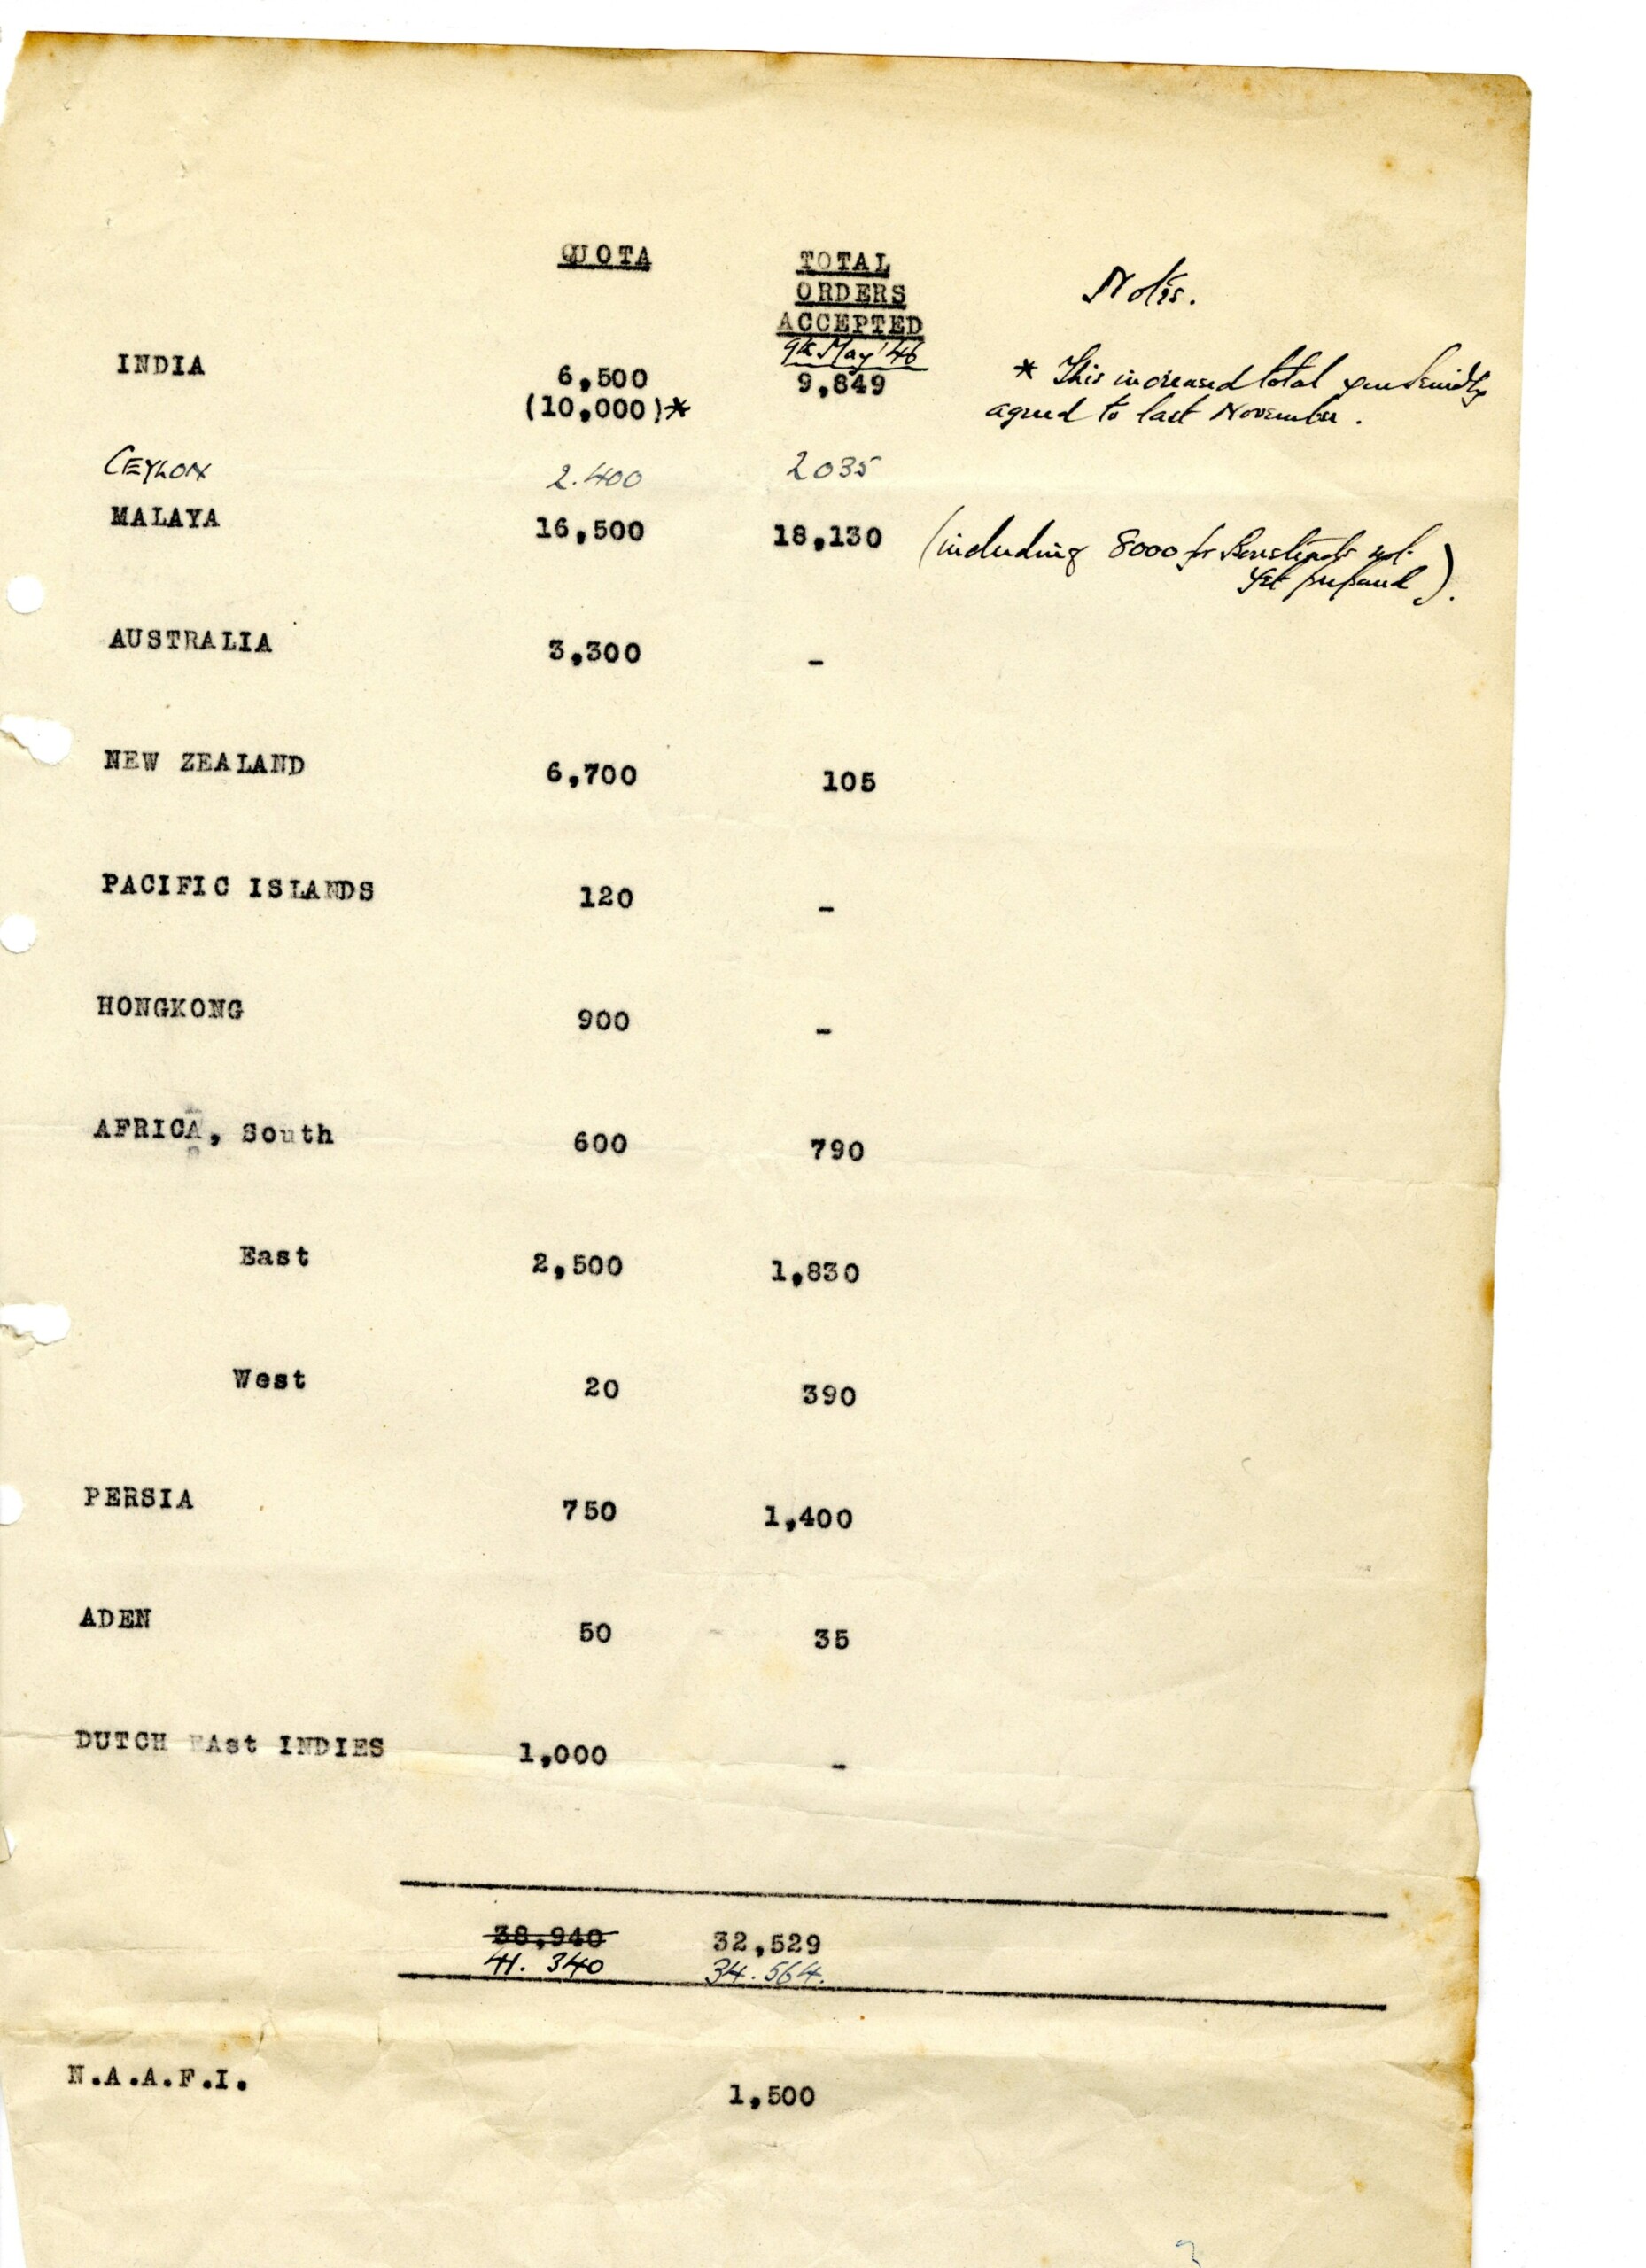 QUOTA TOTAL
ORDERS
ACCEPTED
9th May '46
Notes.
INDIA 6,500 9,849
(10,000)*
* This increased total you kindly
agreed to last November.
CEYLON 2.400 2035
MALAYA 16,500 18,130 (including 8000 for not
yet prepared).
AUSTRALIA 3,300 -
NEW ZEALAND 6,700 105
PACIFIC ISLANDS 120 -
HONGKONG 900 -
AFRICA, South 600 790
East 2,500 1,830
West 20 390
PERSIA 750 1,400
ADEN 50 35
DUTCH EAst INDIES 1,000 -
38,940 32,529
41. 340 34.564.
N.A.A.F.I. 1,500